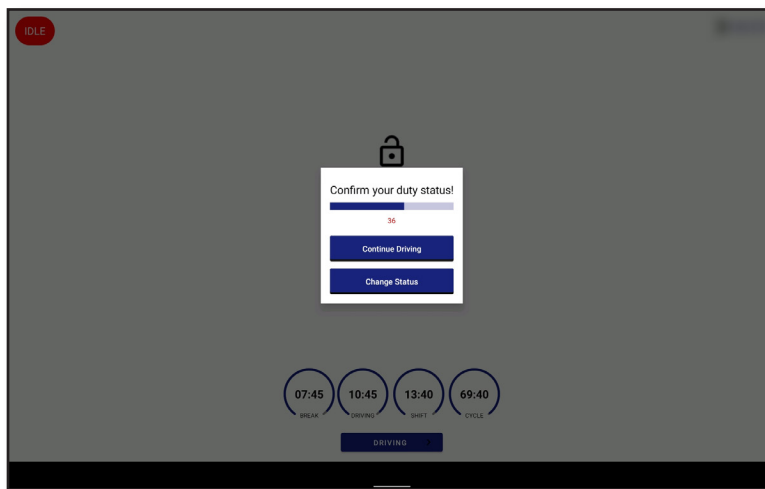 IDLE
Confirm your duty status!
36
Continue Driving
Change Status
07:45 10:45 13:40 69:40
BREAK DRIVING SHIFT CYCLE
DRIVING